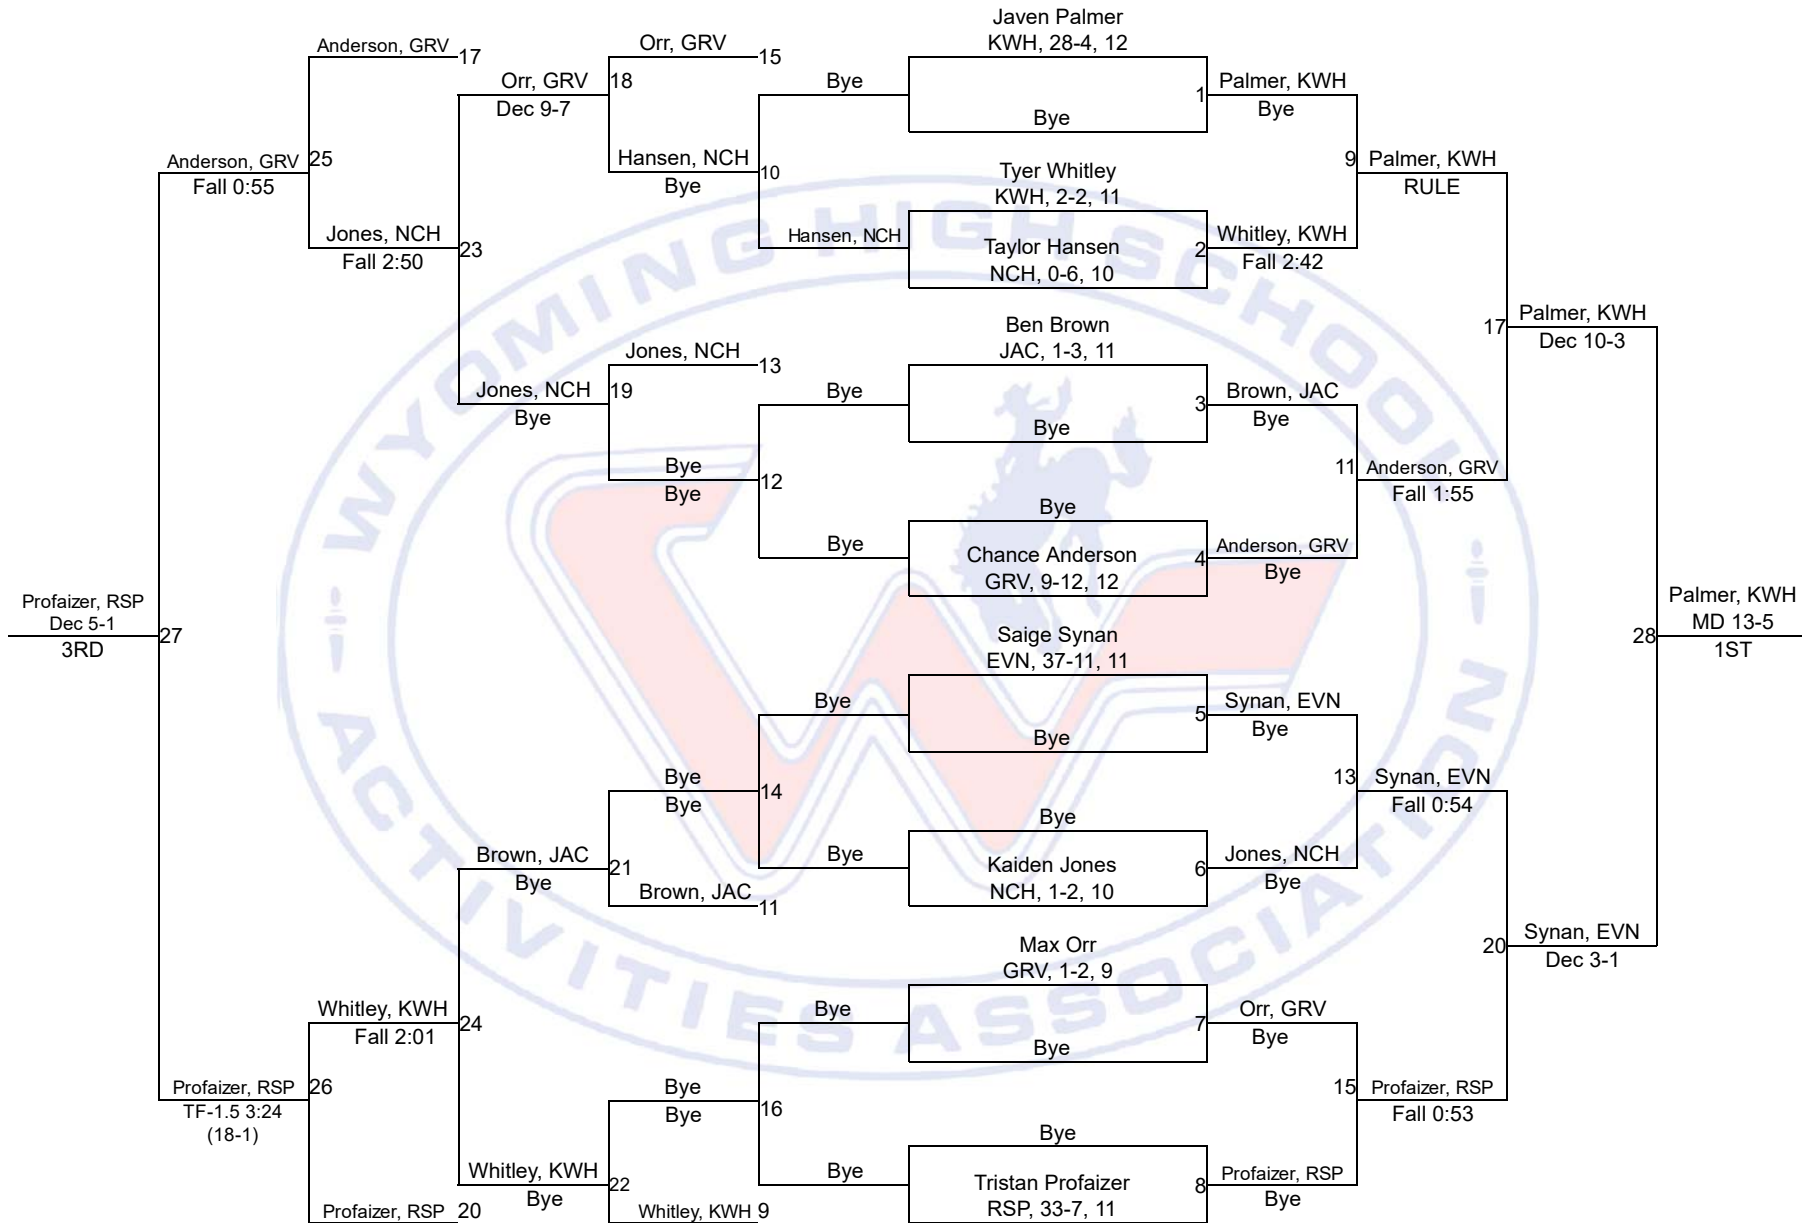 Javen Palmer
KWH, 28-4, 12
Anderson, GRV
17
Orr, GRV
15
Orr, GRV
18
Dec 9-7
Bye
1
Palmer, KWH
Bye
Bye
Anderson, GRV
25
Fall 0:55
Hansen, NCH
10
Bye
Tyer Whitley
KWH, 2-2, 11
9
Palmer, KWH
RULE
Jones, NCH
23
Fall 2:50
Hansen, NCH
Taylor Hansen
NCH, 0-6, 10
2
Whitley, KWH
Fall 2:42
Ben Brown
JAC, 1-3, 11
17
Palmer, KWH
Dec 10-3
Jones, NCH
13
Jones, NCH
19
Bye
Bye
3
Brown, JAC
Bye
Bye
Bye
12
Bye
11
Anderson, GRV
Fall 1:55
Bye
Bye
Chance Anderson
GRV, 9-12, 12
4
Anderson, GRV
Bye
Profaizer, RSP
Dec 5-1
27
3RD
Saige Synan
EVN, 37-11, 11
28
Palmer, KWH
MD 13-5
1ST
Bye
5
Synan, EVN
Bye
Bye
Bye
14
Bye
13
Synan, EVN
Fall 0:54
Bye
Brown, JAC
21
Bye
Bye
Kaiden Jones
NCH, 1-2, 10
6
Jones, NCH
Bye
Brown, JAC
11
Max Orr
GRV, 1-2, 9
20
Synan, EVN
Dec 3-1
Whitley, KWH
24
Fall 2:01
Bye
7
Orr, GRV
Bye
Bye
Profaizer, RSP
26
TF-1.5 3:24
(18-1)
Bye
16
Bye
15
Profaizer, RSP
Fall 0:53
Bye
Whitley, KWH
22
Bye
Bye
Tristan Profaizer
RSP, 33-7, 11
8
Profaizer, RSP
Bye
Profaizer, RSP
20
Whitley, KWH
9
WYOMING HIGH SCHOOL
ACTIVITIES ASSOCIATION